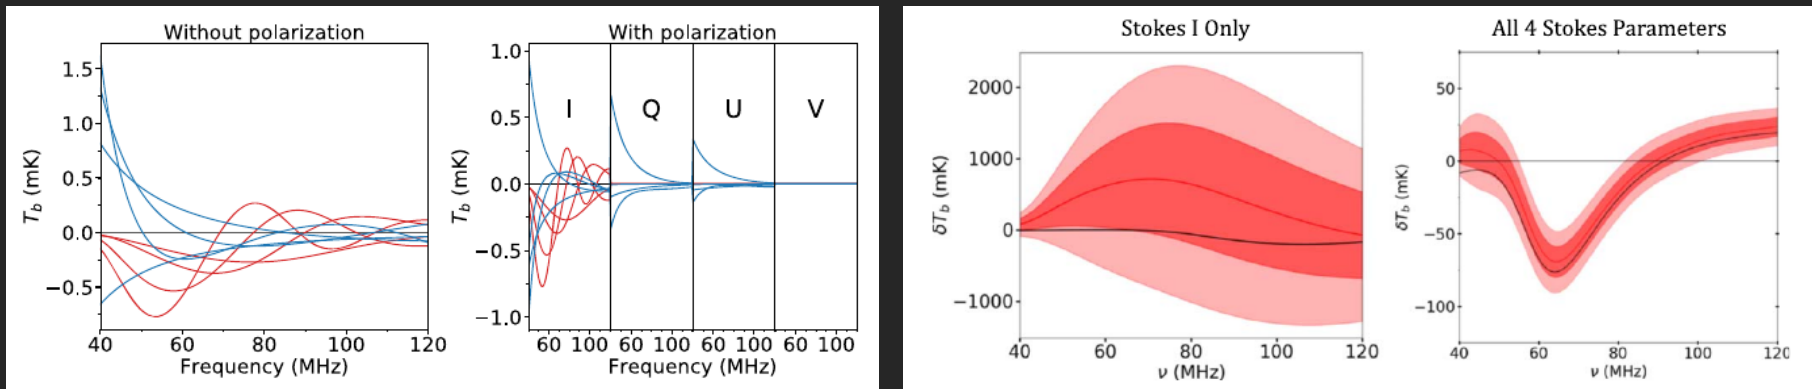 Without polarization
1.5
1.0
0.5
0.0
−0.5
T_b (mK)
40 60 80 100 120
Frequency (MHz)
With polarization
1.0
0.5
0.0
−0.5
−1.0
T_b (mK)
I Q U V
60 100 60 100 60 100 60 100
Frequency (MHz)
Stokes I Only
2000
1000
0
−1000
δT_b (mK)
40 60 80 100 120
ν (MHz)
All 4 Stokes Parameters
50
0
−50
−100
δT_b (mK)
40 60 80 100 120
ν (MHz)